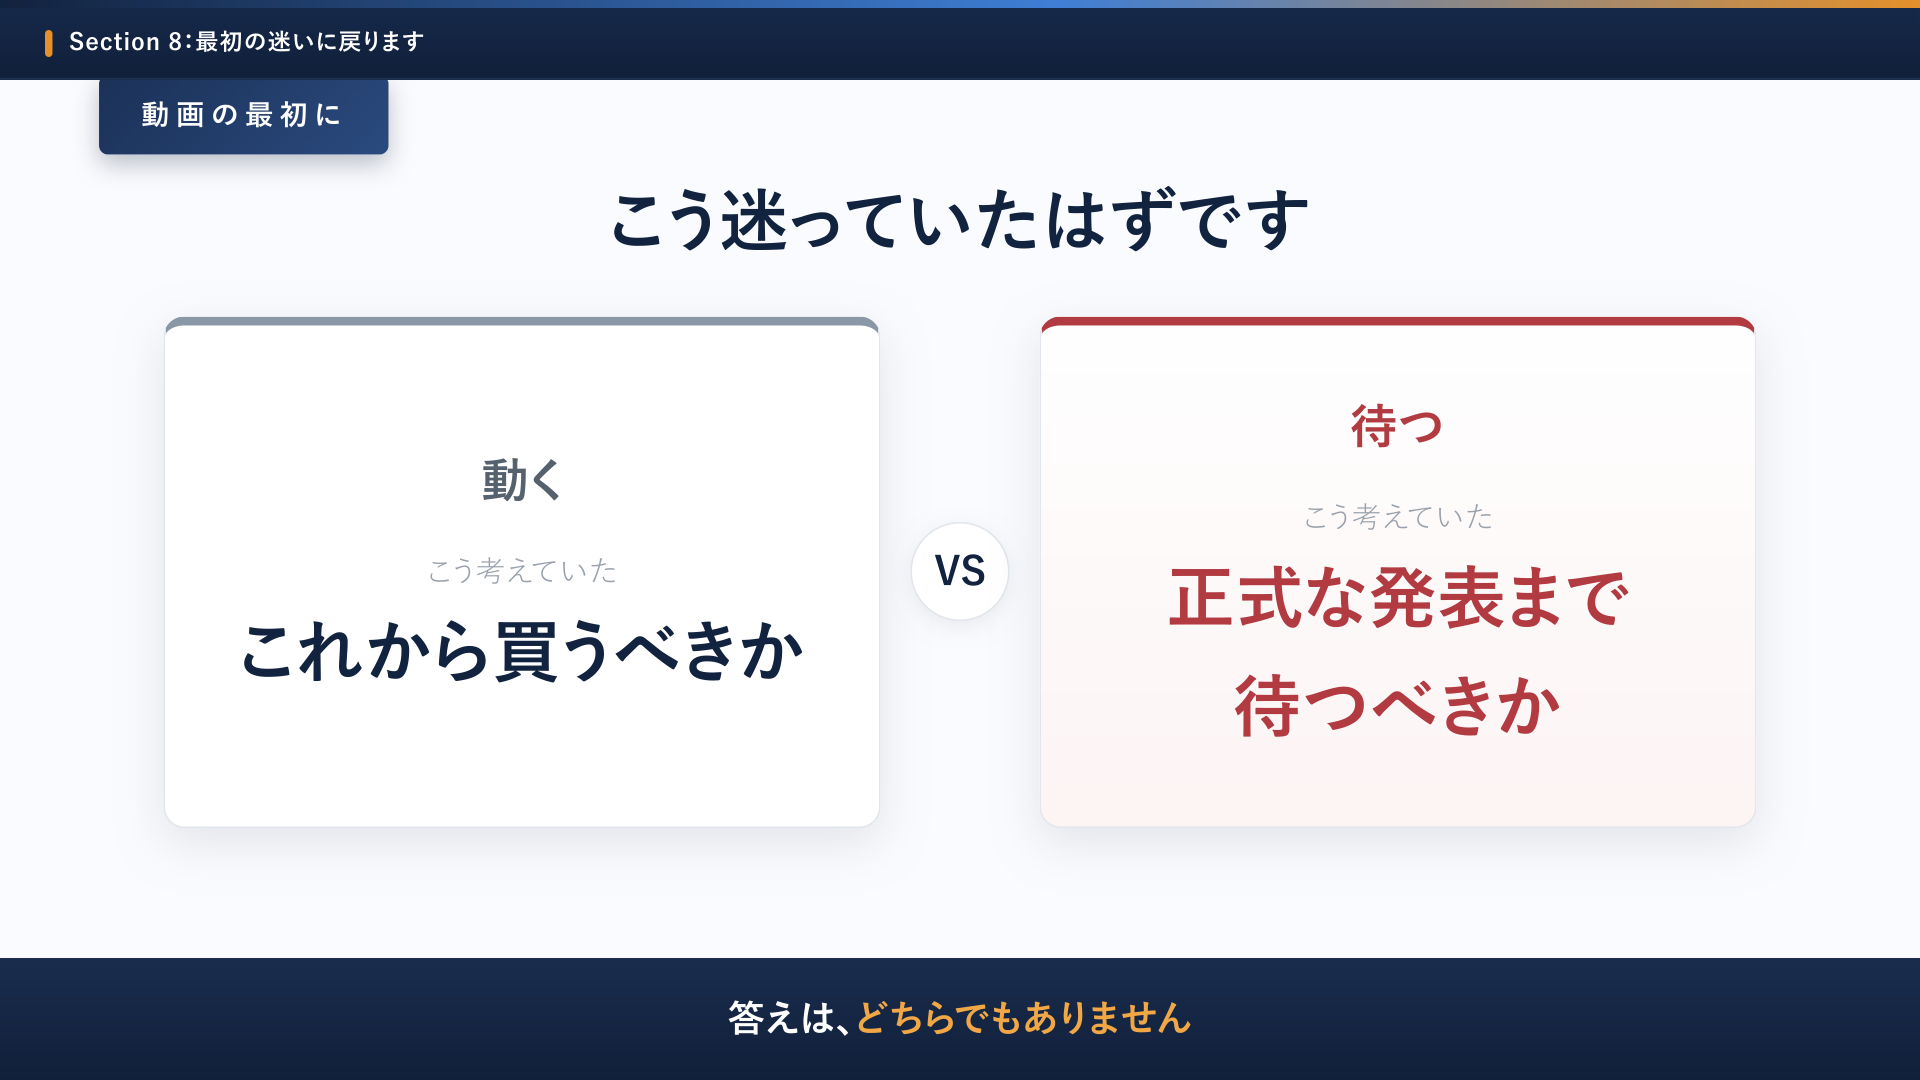 Section 8：最初の迷いに戻ります
動画の最初に
こう迷っていたはずです
動く
こう考えていた
これから買うべきか
VS
待つ
こう考えていた
正式な発表まで
待つべきか
答えは、どちらでもありません